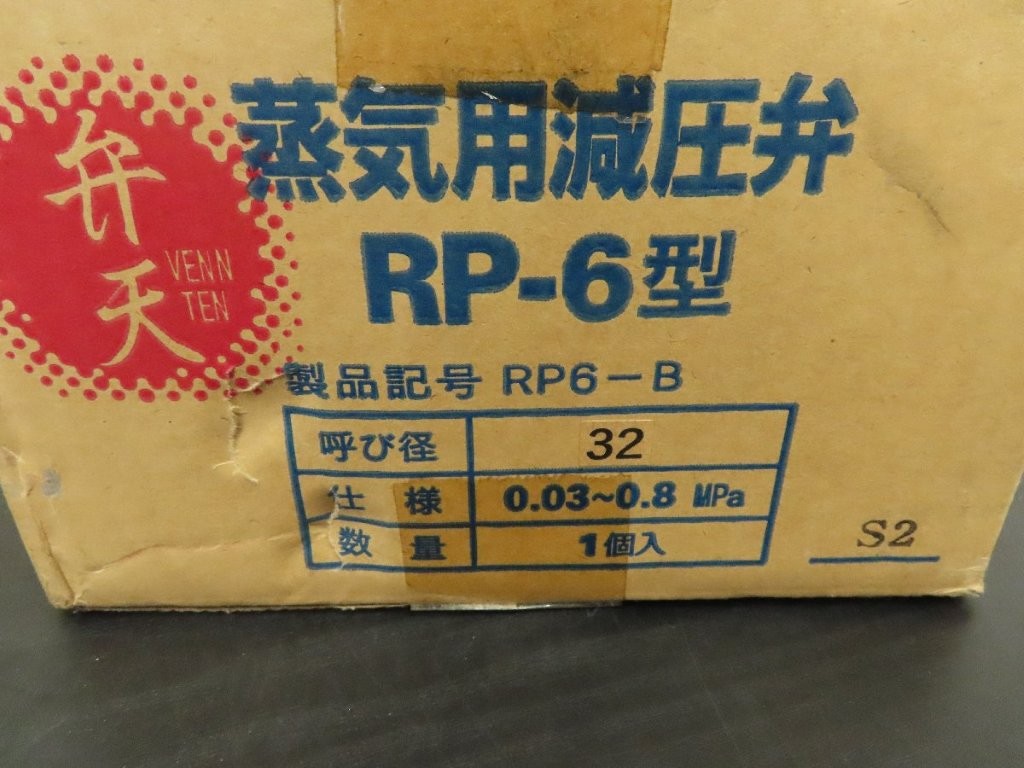 弁天
VENN
TEN
蒸気用減圧弁
RP-6型
製品記号 RP6-B
呼び径 32
仕様 0.03~0.8 MPa
数量 1個入
S2